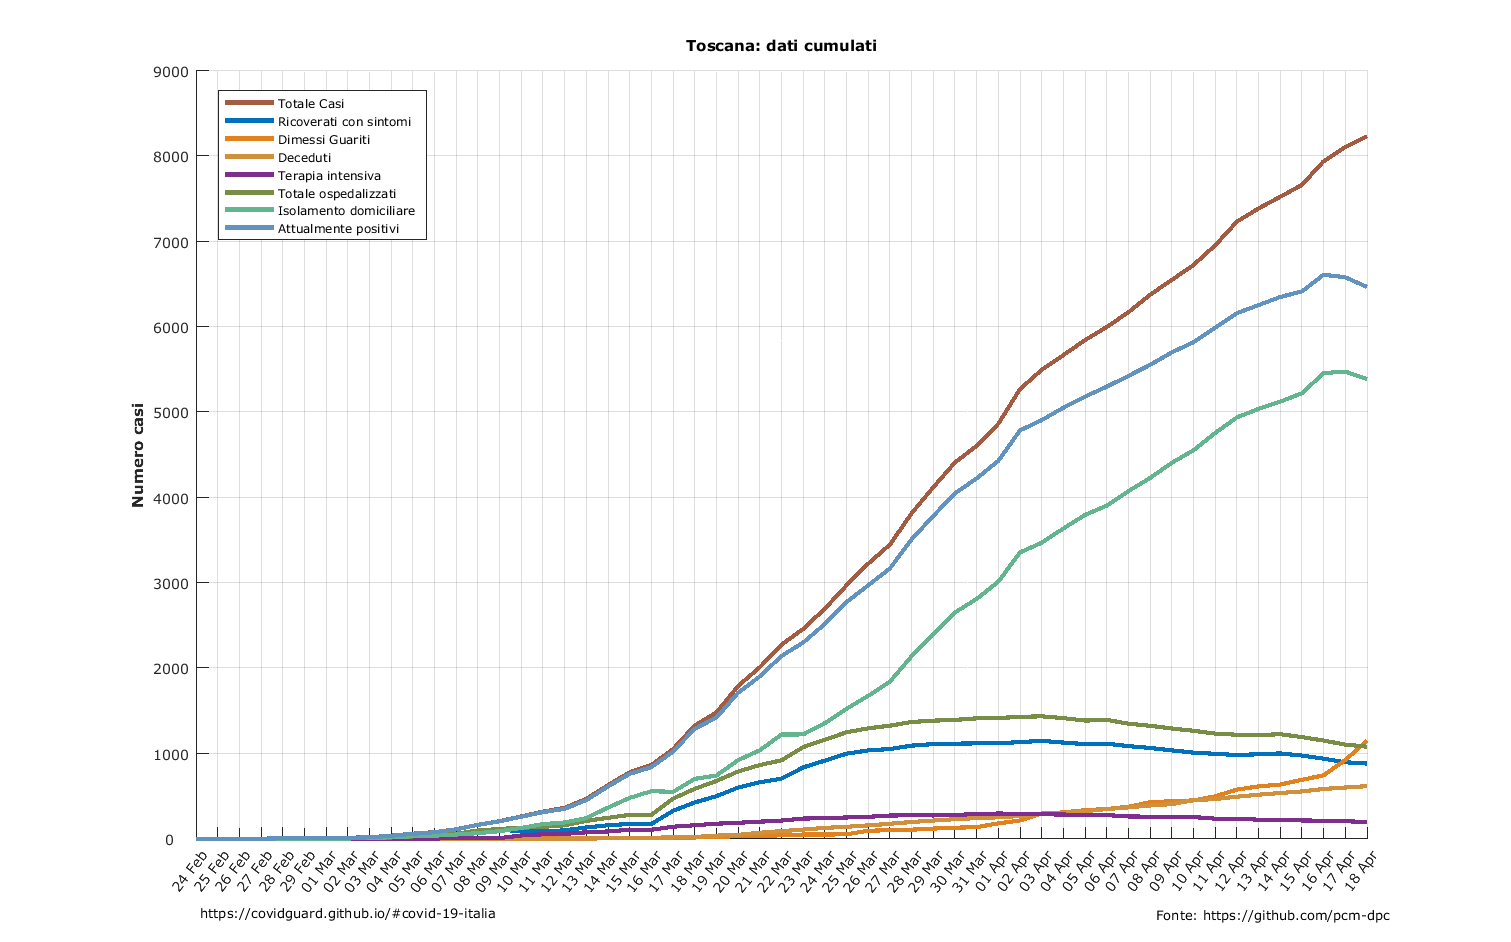 Toscana: dati cumulati
9000
8000
7000
6000
5000
4000
3000
2000
1000
0
Numero casi
Totale Casi
Ricoverati con sintomi
Dimessi Guariti
Deceduti
Terapia intensiva
Totale ospedalizzati
Isolamento domiciliare
Attualmente positivi
24 Feb
25 Feb
26 Feb
27 Feb
28 Feb
29 Feb
01 Mar
02 Mar
03 Mar
04 Mar
05 Mar
06 Mar
07 Mar
08 Mar
09 Mar
10 Mar
11 Mar
12 Mar
13 Mar
14 Mar
15 Mar
16 Mar
17 Mar
18 Mar
19 Mar
20 Mar
21 Mar
22 Mar
23 Mar
24 Mar
25 Mar
26 Mar
27 Mar
28 Mar
29 Mar
30 Mar
31 Mar
01 Apr
02 Apr
03 Apr
04 Apr
05 Apr
06 Apr
07 Apr
08 Apr
09 Apr
10 Apr
11 Apr
12 Apr
13 Apr
14 Apr
15 Apr
16 Apr
17 Apr
18 Apr
https://covidguard.github.io/#covid-19-italia
Fonte: https://github.com/pcm-dpc